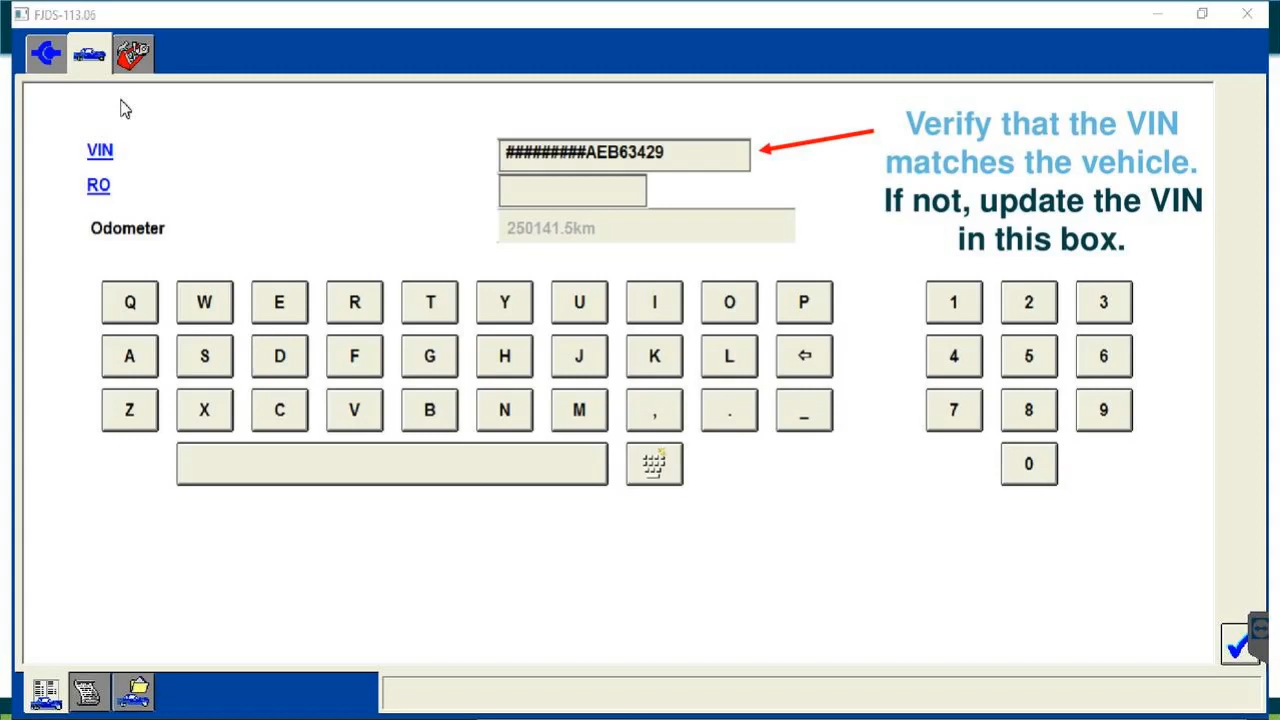 FJDS-113.06
VIN
#########AEB63429
RO
Odometer
250141.5km
Verify that the VIN
matches the vehicle.
If not, update the VIN
in this box.
Q W E R T Y U I O P 1 2 3
A S D F G H J K L 4 5 6
Z X C V B N M , . _ 7 8 9
0